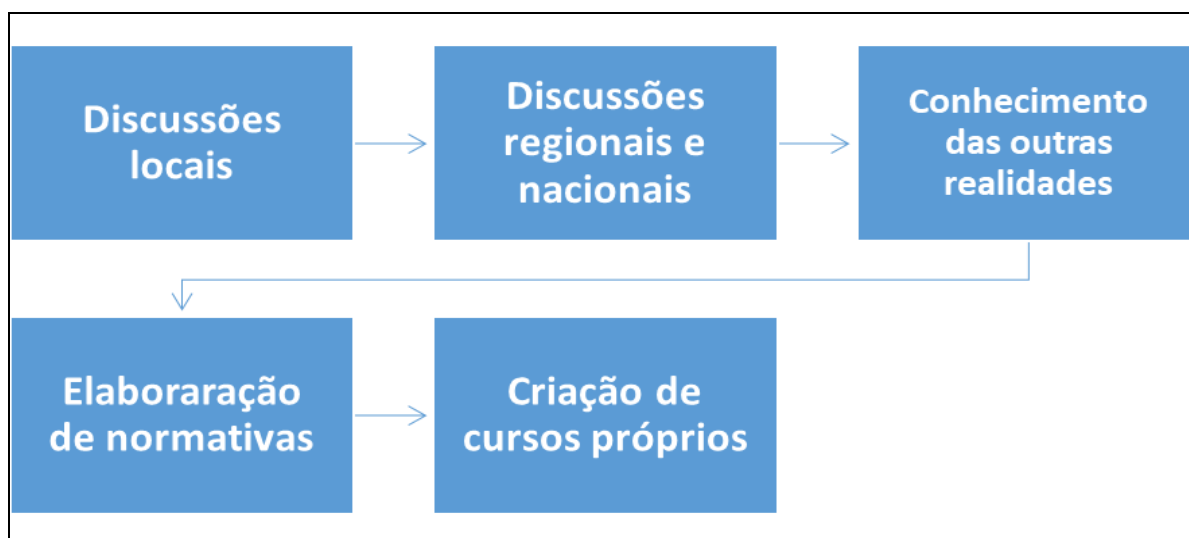 Discussões
locais
Discussões
regionais e
nacionais
Conhecimento
das outras
realidades
Elaboraração
de normativas
Criação de
cursos próprios